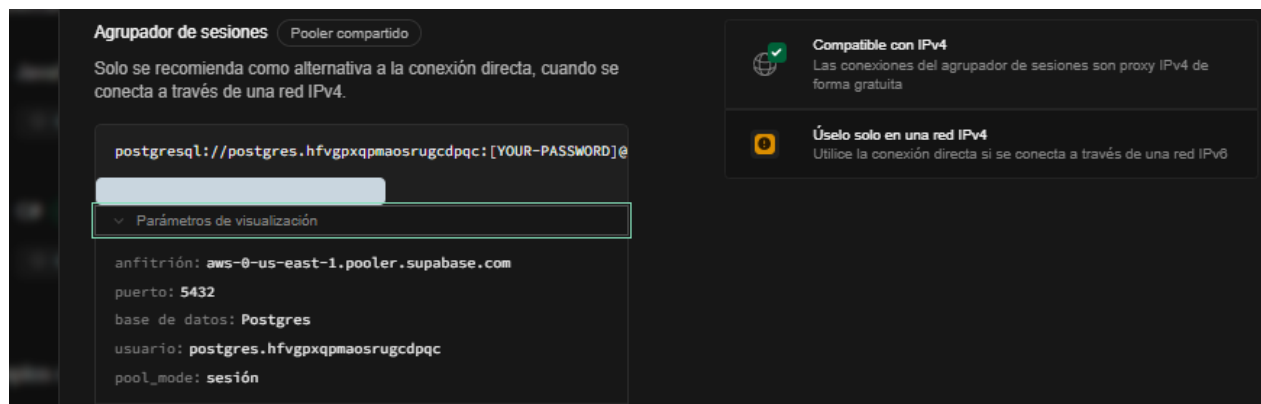 Agrupador de sesiones Pooler compartido
Solo se recomienda como alternativa a la conexión directa, cuando se
conecta a través de una red IPv4.
postgresql://postgres.hfvgpxqpmaosrugcdpqc:[YOUR-PASSWORD]@
Parámetros de visualización
anfitrión: aws-0-us-east-1.pooler.supabase.com
puerto: 5432
base de datos: Postgres
usuario: postgres.hfvgpxqpmaosrugcdpqc
pool_mode: sesión
Compatible con IPv4
Las conexiones del agrupador de sesiones son proxy IPv4 de
forma gratuita
Úselo solo en una red IPv4
Utilice la conexión directa si se conecta a través de una red IPv6